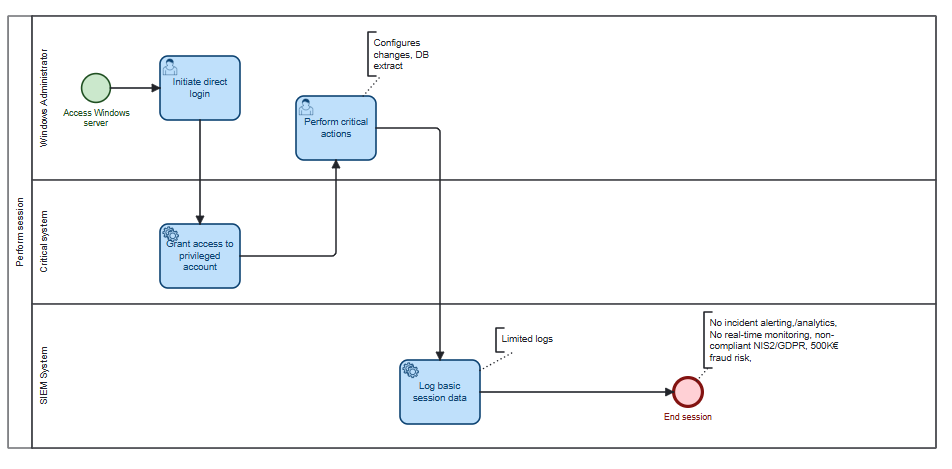 Perform session
Windows Administrator
Access Windows
server
Initiate direct
login
Configures
changes, DB
extract
Perform critical
actions
Critical system
Grant access to
privileged
account
SIEM System
Limited logs
Log basic
session data
No incident alerting,/analytics,
No real-time monitoring, non-
compliant NIS2/GDPR, 500K€
fraud risk,
End session